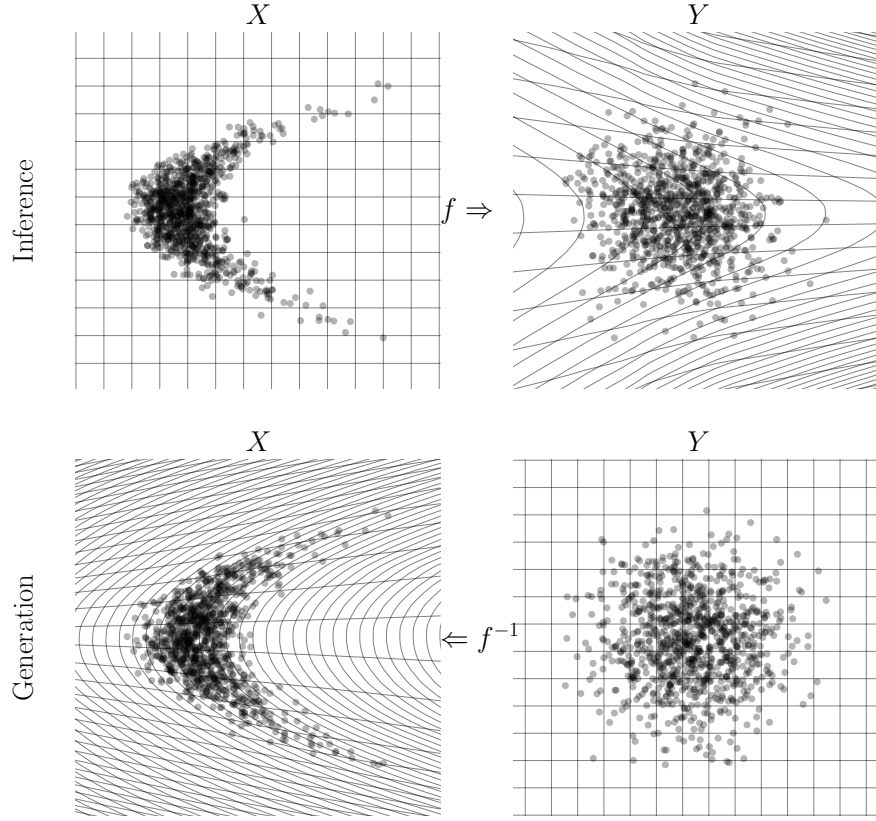 X
Y
Inference
f ⇒
X
Y
Generation
⇐ f⁻¹